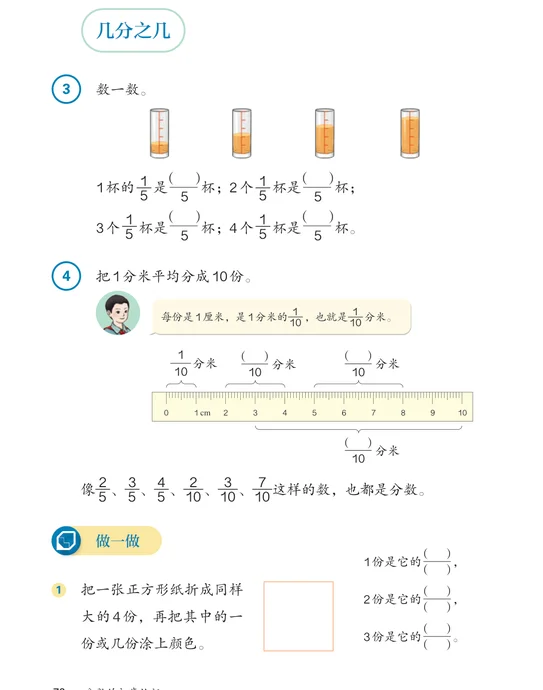 几分之几
3 数一数。
1杯的1/5是( )/5杯；2个1/5杯是( )/5杯；
3个1/5杯是( )/5杯；4个1/5杯是( )/5杯。
4 把1分米平均分成10份。
每份是1厘米，是1分米的1/10，也就是1/10分米。
1/10分米 ( )/10分米 ( )/10分米
0 1cm 2 3 4 5 6 7 8 9 10
( )/10分米
像2/5、3/5、4/5、2/10、3/10、7/10这样的数，也都是分数。
做一做
1 把一张正方形纸折成同样
大的4份，再把其中的一
份或几份涂上颜色。
1份是它的( )/( )，
2份是它的( )/( )，
3份是它的( )/( )。